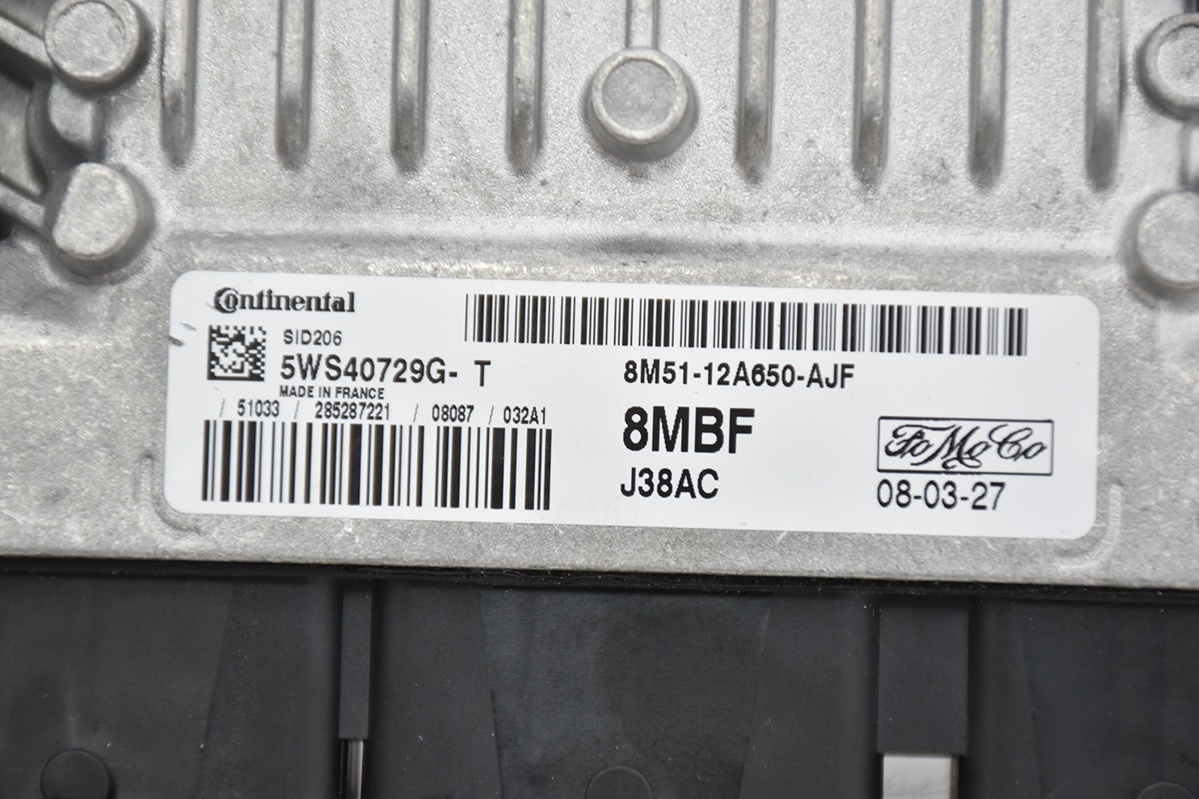 Continental
SID206
5WS40729G- T
MADE IN FRANCE
/ 51033 / 285287221 / 08087 / 032A1
8M51-12A650-AJF
8MBF
J38AC
FoMoCo
08-03-27